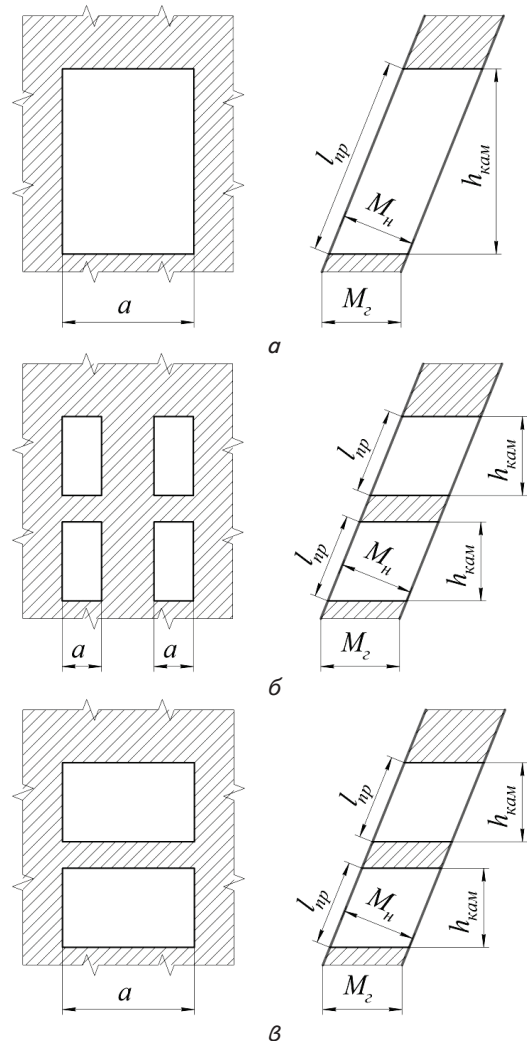 l_пр
h_кам
M_н
a
M_г
а
l_пр
h_кам
l_пр
M_н
h_кам
a
a
M_г
б
l_пр
h_кам
l_пр
M_н
h_кам
a
M_г
в